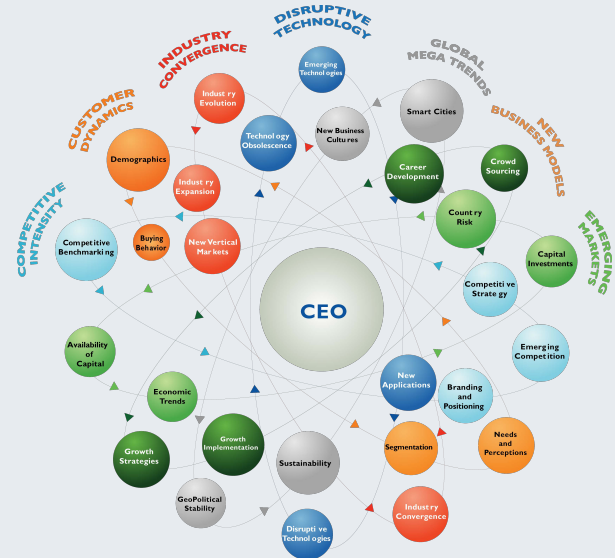 DISRUPTIVE
TECHNOLOGY
INDUSTRY
CONVERGENCE
GLOBAL
MEGA TRENDS
CUSTOMER
DYNAMICS
NEW
BUSINESS MODELS
COMPETITIVE
INTENSITY
EMERGING
MARKETS
Emerging
Technologies
Industry
Evolution
Smart Cities
Technology
Obsolescence
New Business
Cultures
Demographics
Career
Development
Crowd
Sourcing
Industry
Expansion
Country
Risk
Buying
Behavior
New Vertical
Markets
Competitive
Benchmarking
Capital
Investments
Competitive
Strategy
CEO
Availability
of
Capital
Emerging
Competition
New
Applications
Economic
Trends
Branding
and
Positioning
Growth
Strategies
Growth
Implementation
Sustainability
Segmentation
Needs
and
Perceptions
GeoPolitical
Stability
Industry
Convergence
Disruptive
Technologies